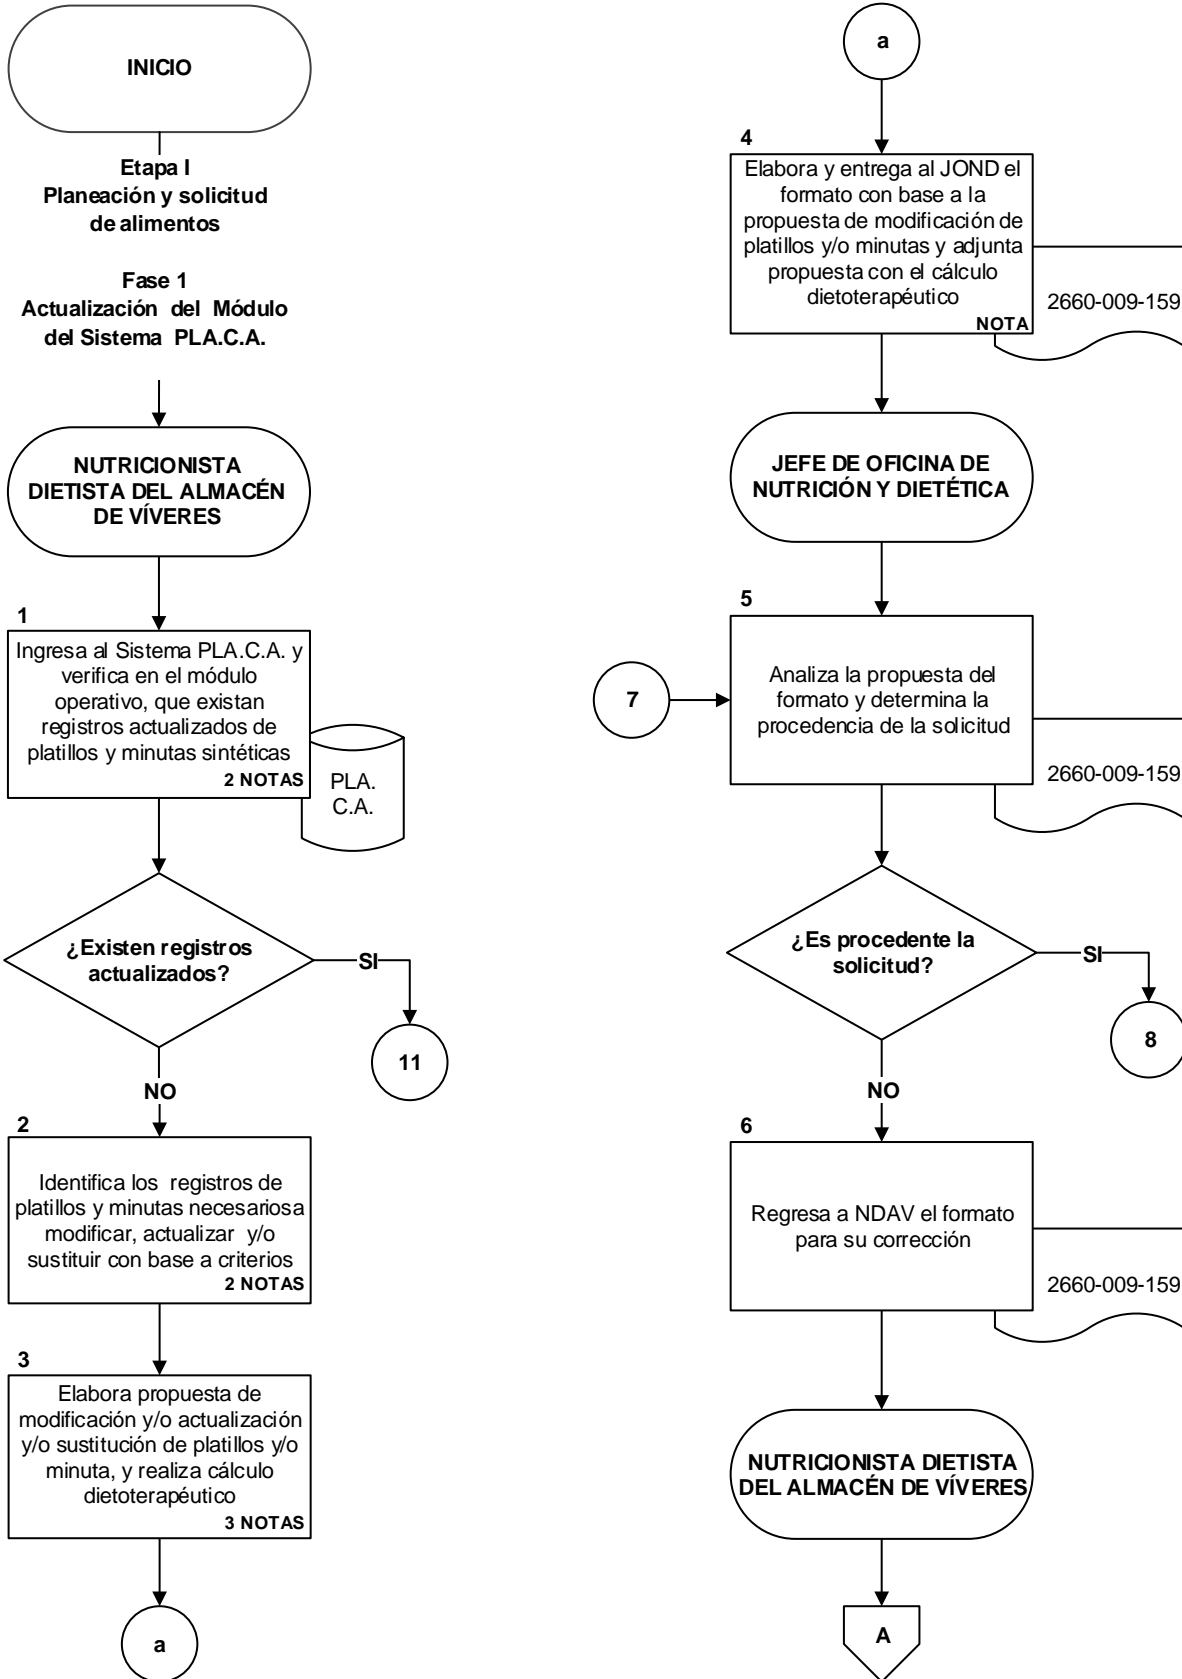 INICIO
Etapa I
Planeación y solicitud
de alimentos
Fase 1
Actualización del Módulo
del Sistema PLA.C.A.
NUTRICIONISTA
DIETISTA DEL ALMACÉN
DE VÍVERES
1
Ingresa al Sistema PLA.C.A. y
verifica en el módulo
operativo, que existan
registros actualizados de
platillos y minutas sintéticas
2 NOTAS
PLA.
C.A.
¿Existen registros
actualizados?
SI
11
NO
2
Identifica los registros de
platillos y minutas necesariosa
modificar, actualizar y/o
sustituir con base a criterios
2 NOTAS
3
Elabora propuesta de
modificación y/o actualización
y/o sustitución de platillos y/o
minuta, y realiza cálculo
dietoterapéutico
3 NOTAS
a
a
4
Elabora y entrega al JOND el
formato con base a la
propuesta de modificación de
platillos y/o minutas y adjunta
propuesta con el cálculo
dietoterapéutico
NOTA
2660-009-159
JEFE DE OFICINA DE
NUTRICIÓN Y DIETÉTICA
5
7
Analiza la propuesta del
formato y determina la
procedencia de la solicitud
2660-009-159
¿Es procedente la
solicitud?
SI
8
NO
6
Regresa a NDAV el formato
para su corrección
2660-009-159
NUTRICIONISTA DIETISTA
DEL ALMACÉN DE VÍVERES
A